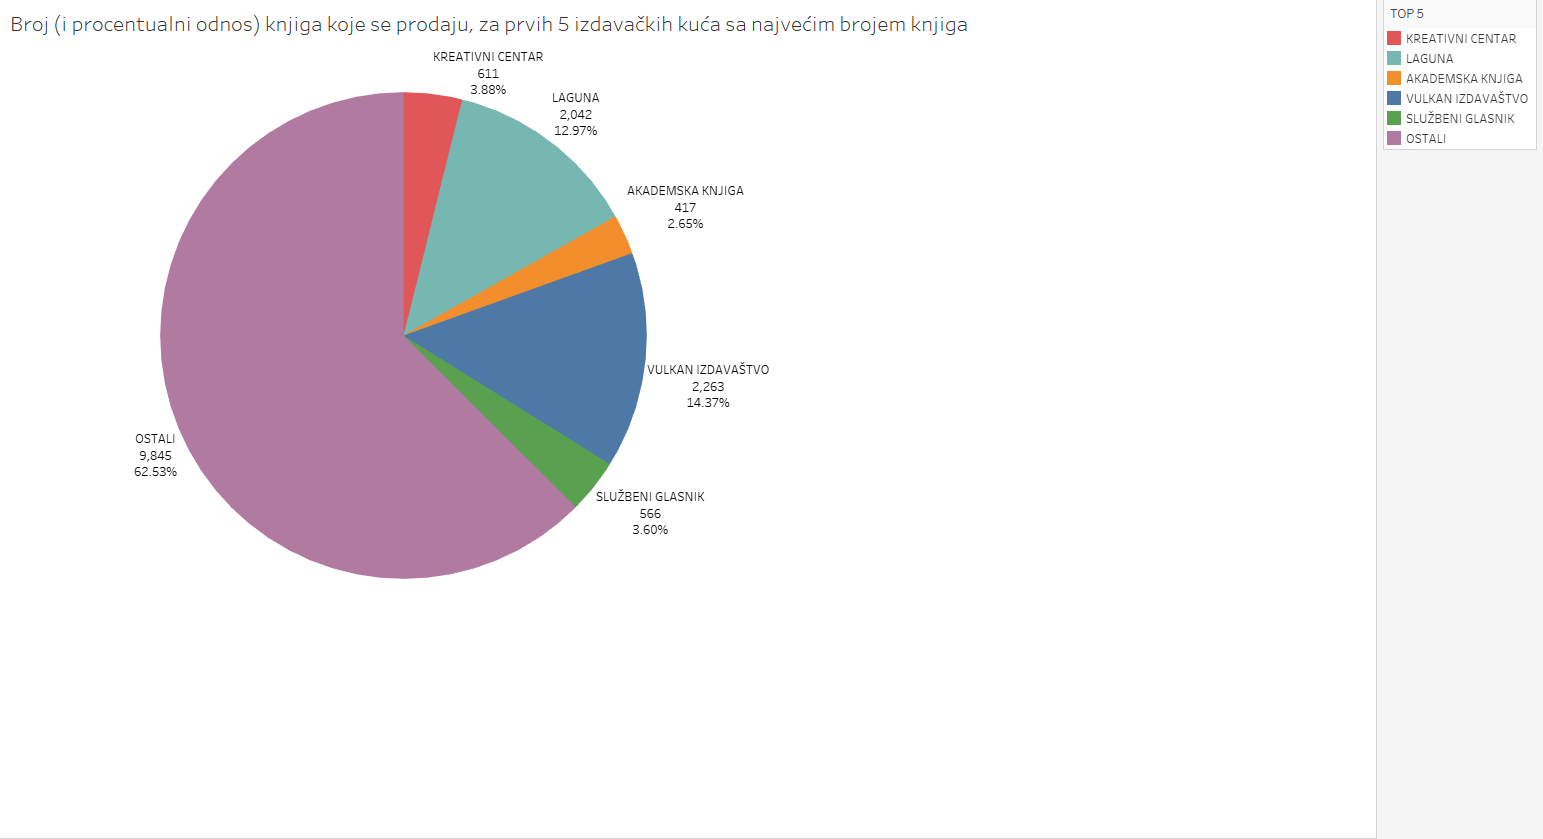 Broj (i procentualni odnos) knjiga koje se prodaju, za prvih 5 izdavačkih kuća sa najvećim brojem knjiga
KREATIVNI CENTAR
611
3.88%
LAGUNA
2,042
12.97%
AKADEMSKA KNJIGA
417
2.65%
VULKAN IZDAVAŠTVO
2,263
14.37%
SLUŽBENI GLASNIK
566
3.60%
OSTALI
9,845
62.53%
TOP 5
KREATIVNI CENTAR
LAGUNA
AKADEMSKA KNJIGA
VULKAN IZDAVAŠTVO
SLUŽBENI GLASNIK
OSTALI